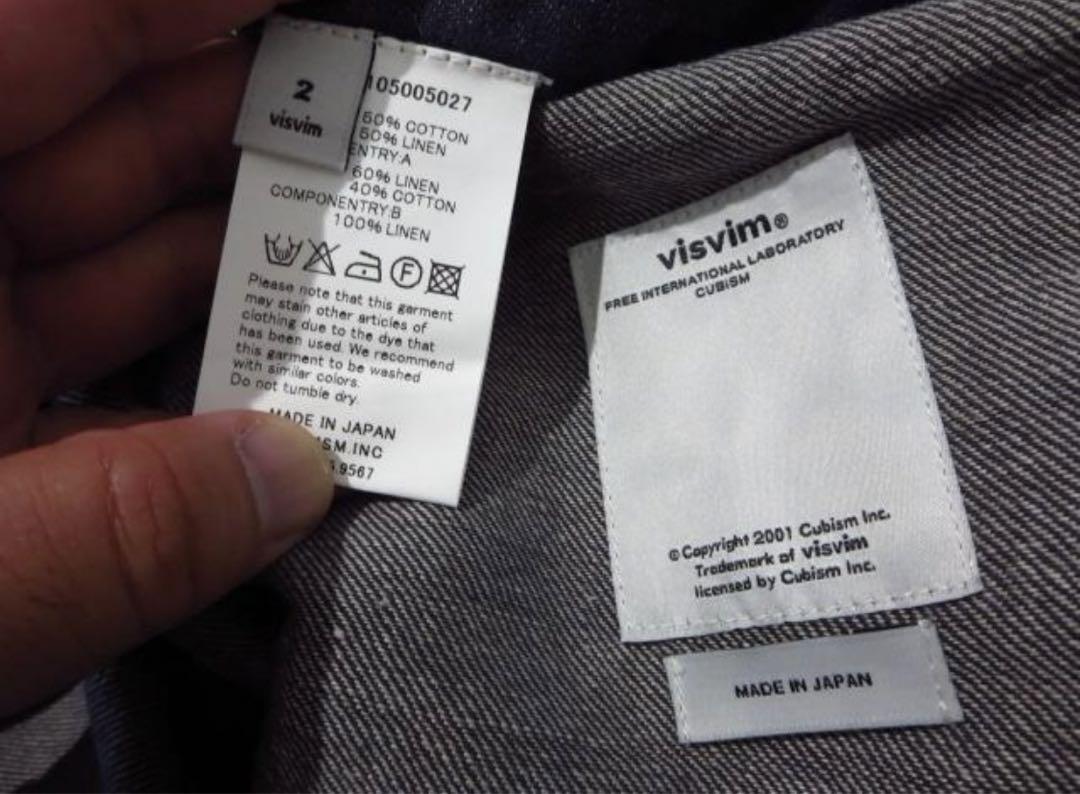 2
visvim
105005027
50% COTTON
50% LINEN
ENTRY:A
60% LINEN
40% COTTON
COMPONENTRY:B
100% LINEN
F
Please note that this garment
may stain other articles of
clothing due to the dye that
has been used. We recommend
this garment to be washed
with similar colors.
Do not tumble dry.
MADE IN JAPAN
ISM.INC
.9567
visvim®
FREE INTERNATIONAL LABORATORY
CUBISM
©Copyright 2001 Cubism Inc.
Trademark of visvim
licensed by Cubism Inc.
MADE IN JAPAN